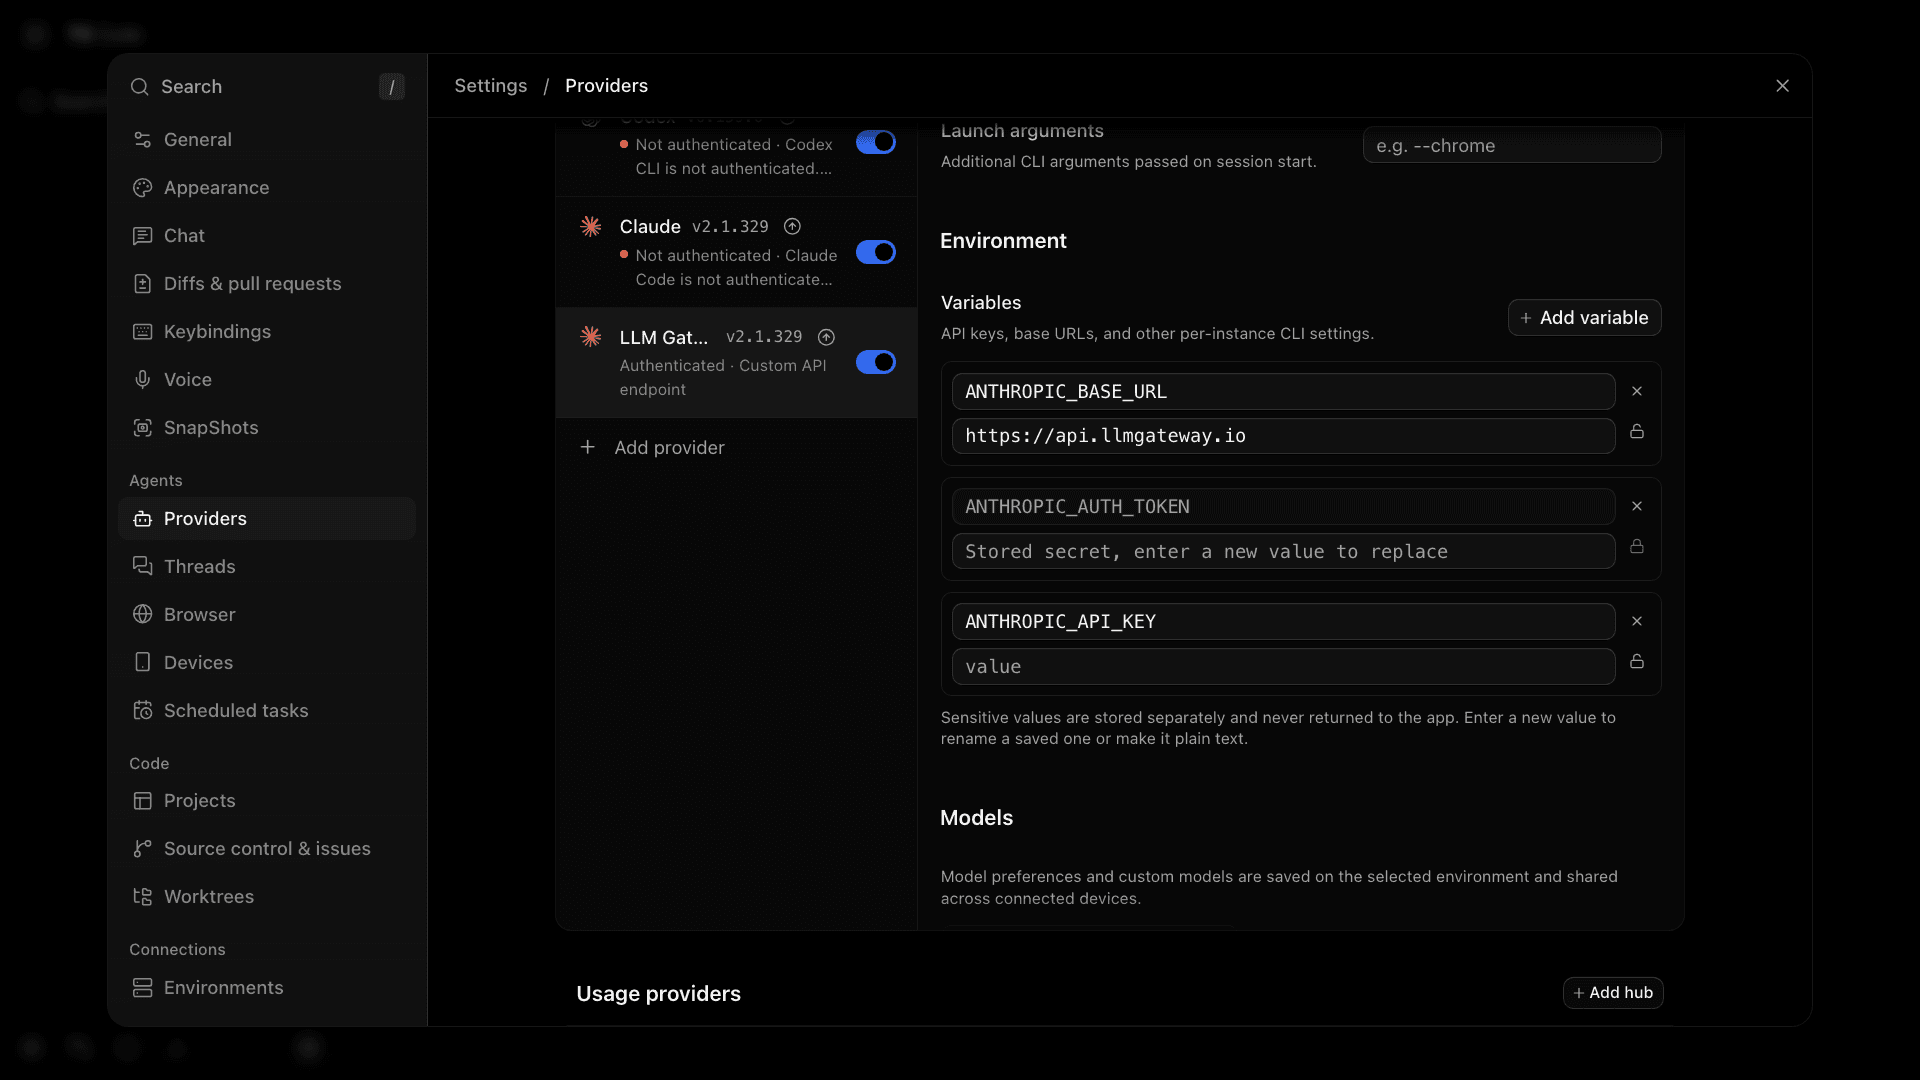 Search /
General
Appearance
Chat
Diffs & pull requests
Keybindings
Voice
SnapShots
Agents
Providers
Threads
Browser
Devices
Scheduled tasks
Code
Projects
Source control & issues
Worktrees
Connections
Environments
Settings / Providers
Codex
Not authenticated · Codex
CLI is not authenticated....
Claude v2.1.329
Not authenticated · Claude
Code is not authenticate...
LLM Gat... v2.1.329
Authenticated · Custom API
endpoint
+ Add provider
Launch arguments
Additional CLI arguments passed on session start.
e.g. --chrome
Environment
Variables
API keys, base URLs, and other per-instance CLI settings.
+ Add variable
ANTHROPIC_BASE_URL
https://api.llmgateway.io
ANTHROPIC_AUTH_TOKEN
Stored secret, enter a new value to replace
ANTHROPIC_API_KEY
value
Sensitive values are stored separately and never returned to the app. Enter a new value to
rename a saved one or make it plain text.
Models
Model preferences and custom models are saved on the selected environment and shared
across connected devices.
Usage providers
+ Add hub